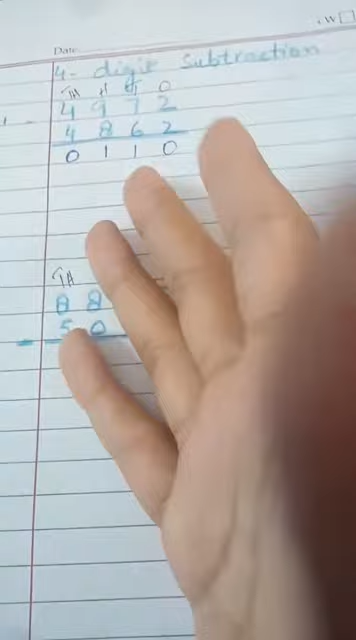 Date
4- digit Subtraction
TH H T O
4 9 7 2
- 4 8 6 2
0 1 1 0
TH
8 8
- 5 0